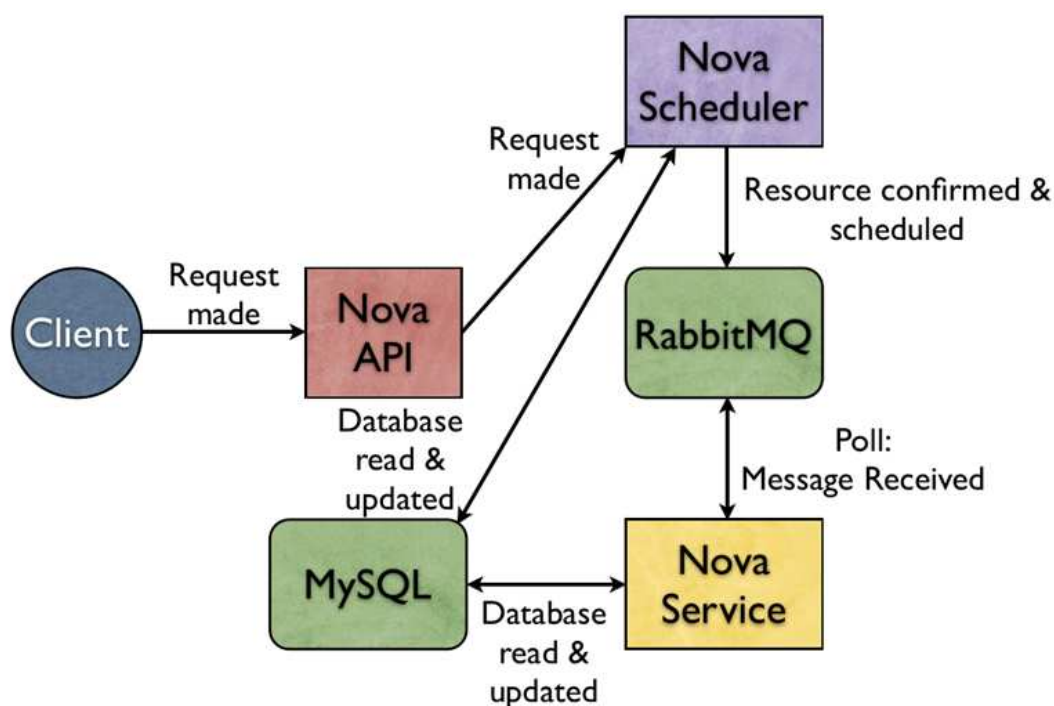 Nova
Scheduler
Request
made
Resource confirmed &
scheduled
Request
made
Client
Nova
API
RabbitMQ
Database
read &
updated
Poll:
Message Received
MySQL
Nova
Service
Database
read &
updated